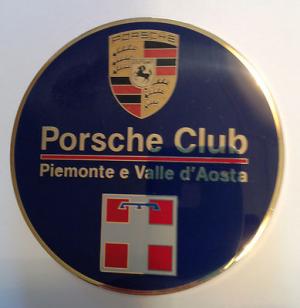 PORSCHE
Porsche Club
Piemonte e Valle d'Aosta